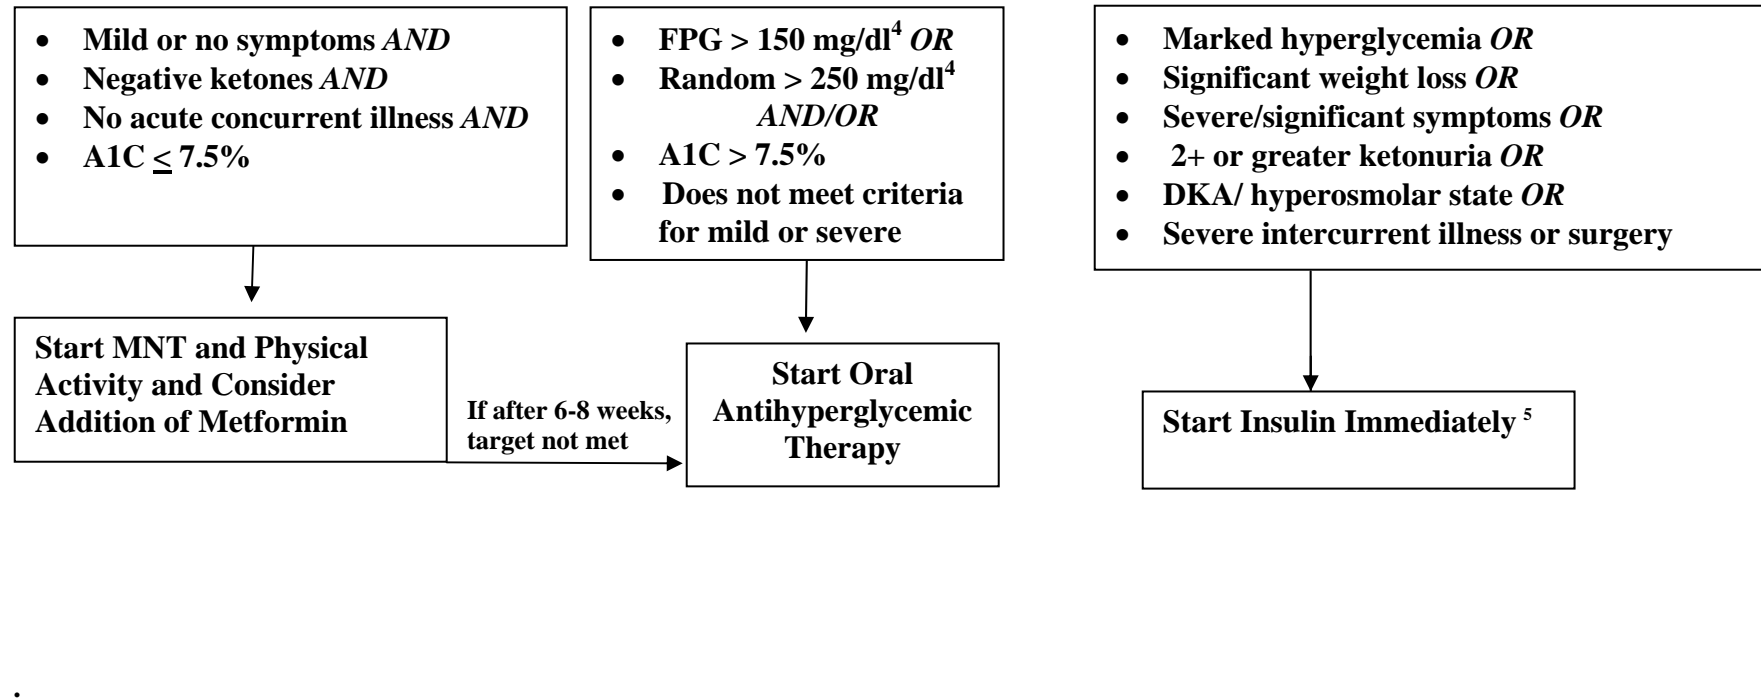 • Mild or no symptoms AND
• Negative ketones AND
• No acute concurrent illness AND
• A1C ≤ 7.5%
• FPG > 150 mg/dl⁴ OR
• Random > 250 mg/dl⁴
AND/OR
• A1C > 7.5%
• Does not meet criteria
for mild or severe
• Marked hyperglycemia OR
• Significant weight loss OR
• Severe/significant symptoms OR
• 2+ or greater ketonuria OR
• DKA/ hyperosmolar state OR
• Severe intercurrent illness or surgery
Start MNT and Physical
Activity and Consider
Addition of Metformin
If after 6-8 weeks,
target not met
Start Oral
Antihyperglycemic
Therapy
Start Insulin Immediately ⁵
.